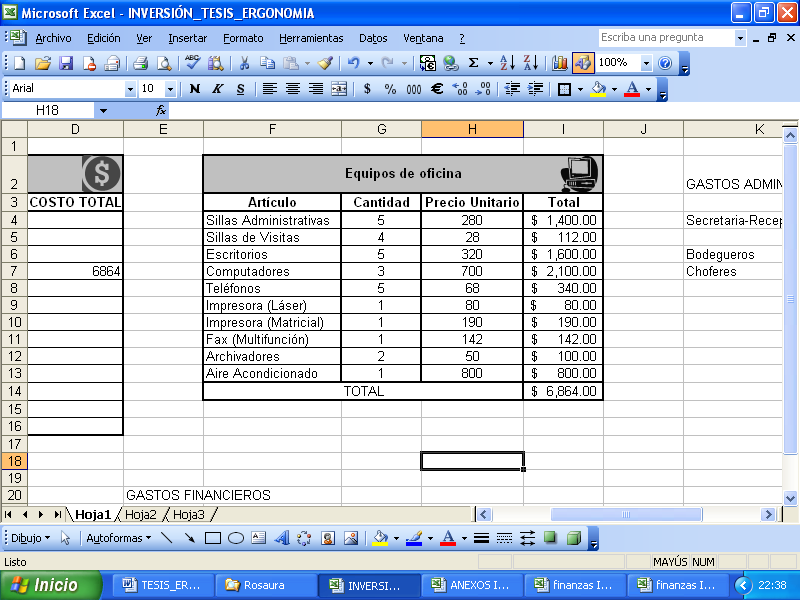 Microsoft Excel - INVERSIÓN_TESIS_ERGONOMIA
Archivo Edición Ver Insertar Formato Herramientas Datos Ventana ? Escriba una pregunta
100%
Arial 10 N K S $ % 000 €
H18 fx
D E F G H I J K
1
2 $ Equipos de oficina GASTOS ADMIN
3 COSTO TOTAL Artículo Cantidad Precio Unitario Total
4 Sillas Administrativas 5 280 $ 1,400.00 Secretaria-Recep
5 Sillas de Visitas 4 28 $ 112.00
6 Escritorios 5 320 $ 1,600.00 Bodegueros
7 6864 Computadores 3 700 $ 2,100.00 Choferes
8 Teléfonos 5 68 $ 340.00
9 Impresora (Láser) 1 80 $ 80.00
10 Impresora (Matricial) 1 190 $ 190.00
11 Fax (Multifunción) 1 142 $ 142.00
12 Archivadores 2 50 $ 100.00
13 Aire Acondicionado 1 800 $ 800.00
14 TOTAL $ 6,864.00
15
16
17
18
19
20 GASTOS FINANCIEROS
Hoja1 Hoja2 Hoja3
Dibujo Autoformas
Listo MAYÚS NUM
Inicio TESIS_ER... Rosaura INVERSI... ANEXOS I... finanzas I... finanzas I... 22:38